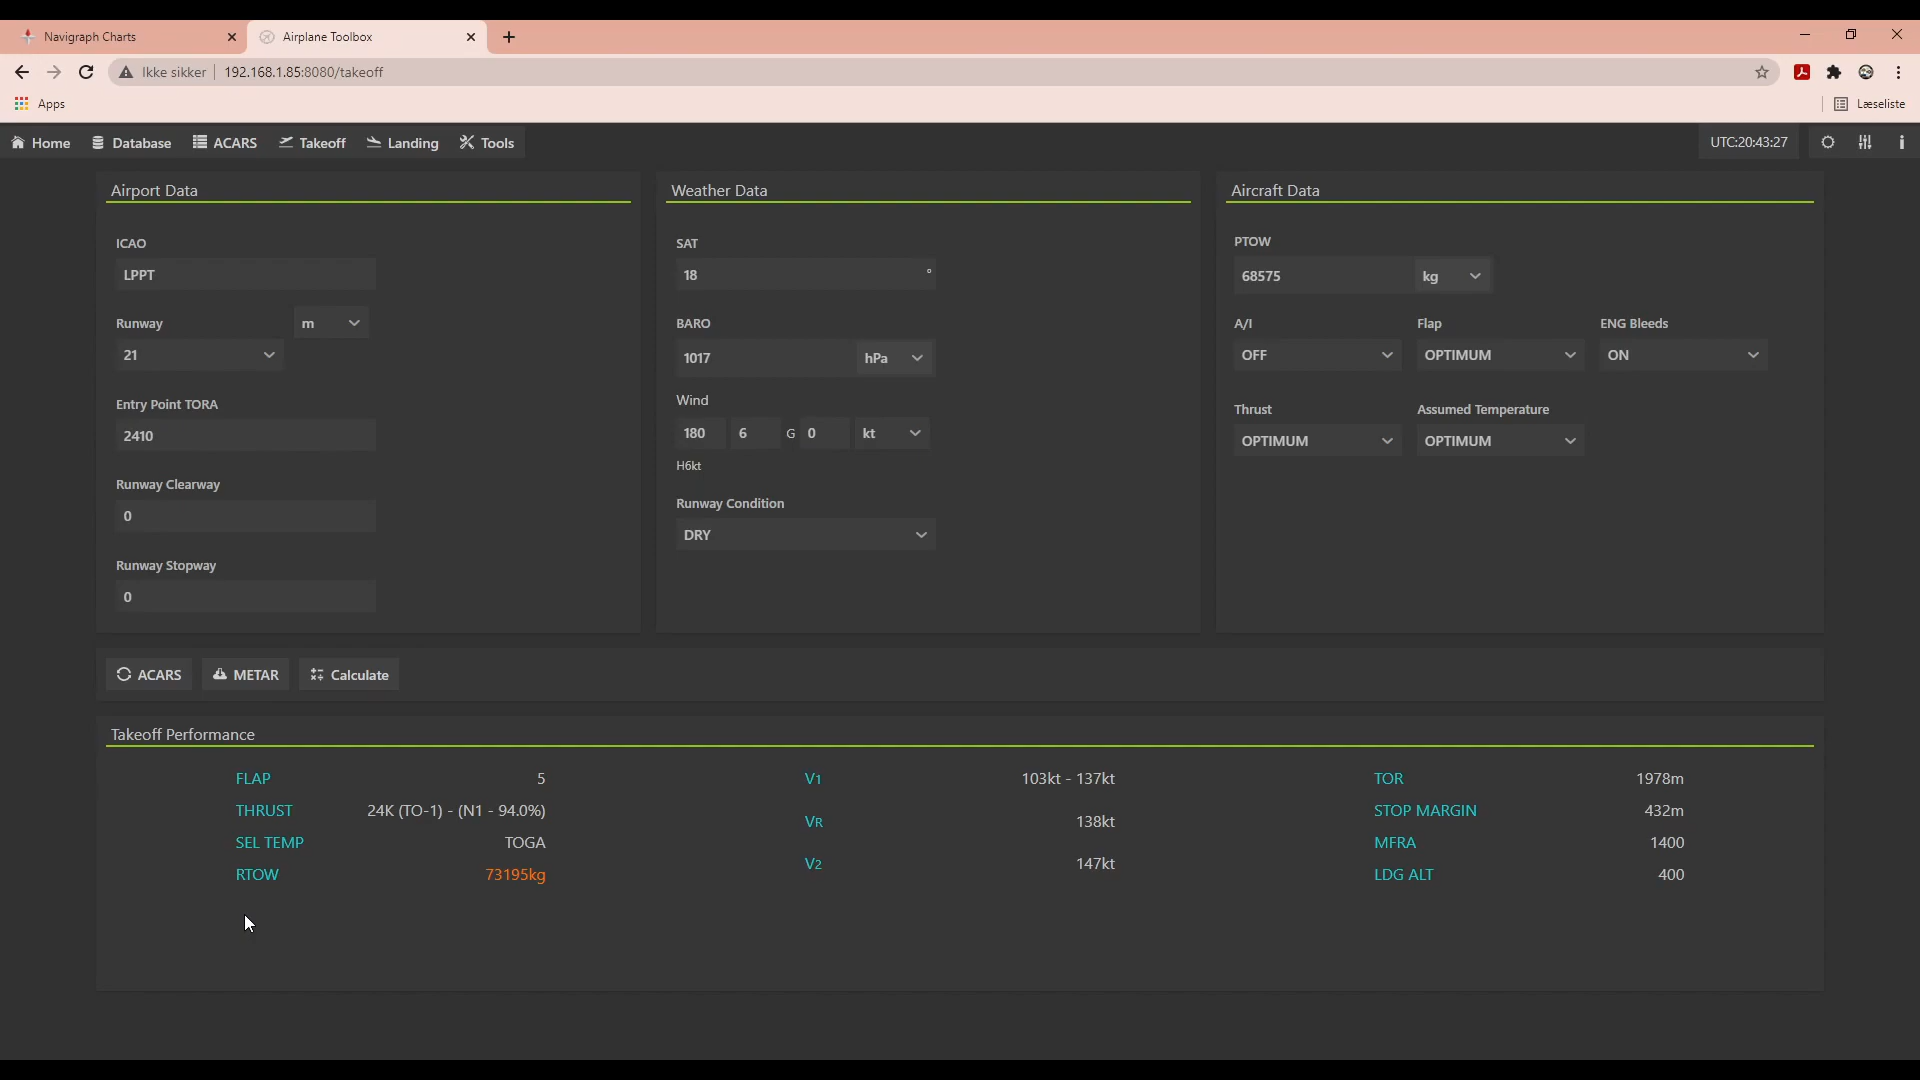 Navigraph Charts
Airplane Toolbox
Ikke sikker 192.168.1.85:8080/takeoff
Apps
Læseliste
Home Database ACARS Takeoff Landing Tools
UTC:20:43:27
Airport Data
ICAO
LPPT
Runway m
21
Entry Point TORA
2410
Runway Clearway
0
Runway Stopway
0
Weather Data
SAT
18 °
BARO
1017 hPa
Wind
180 6 G 0 kt
H6kt
Runway Condition
DRY
Aircraft Data
PTOW
68575 kg
A/I Flap ENG Bleeds
OFF OPTIMUM ON
Thrust Assumed Temperature
OPTIMUM OPTIMUM
ACARS METAR Calculate
Takeoff Performance
FLAP 5
THRUST 24K (TO-1) - (N1 - 94.0%)
SEL TEMP TOGA
RTOW 73195kg
V1 103kt - 137kt
VR 138kt
V2 147kt
TOR 1978m
STOP MARGIN 432m
MFRA 1400
LDG ALT 400